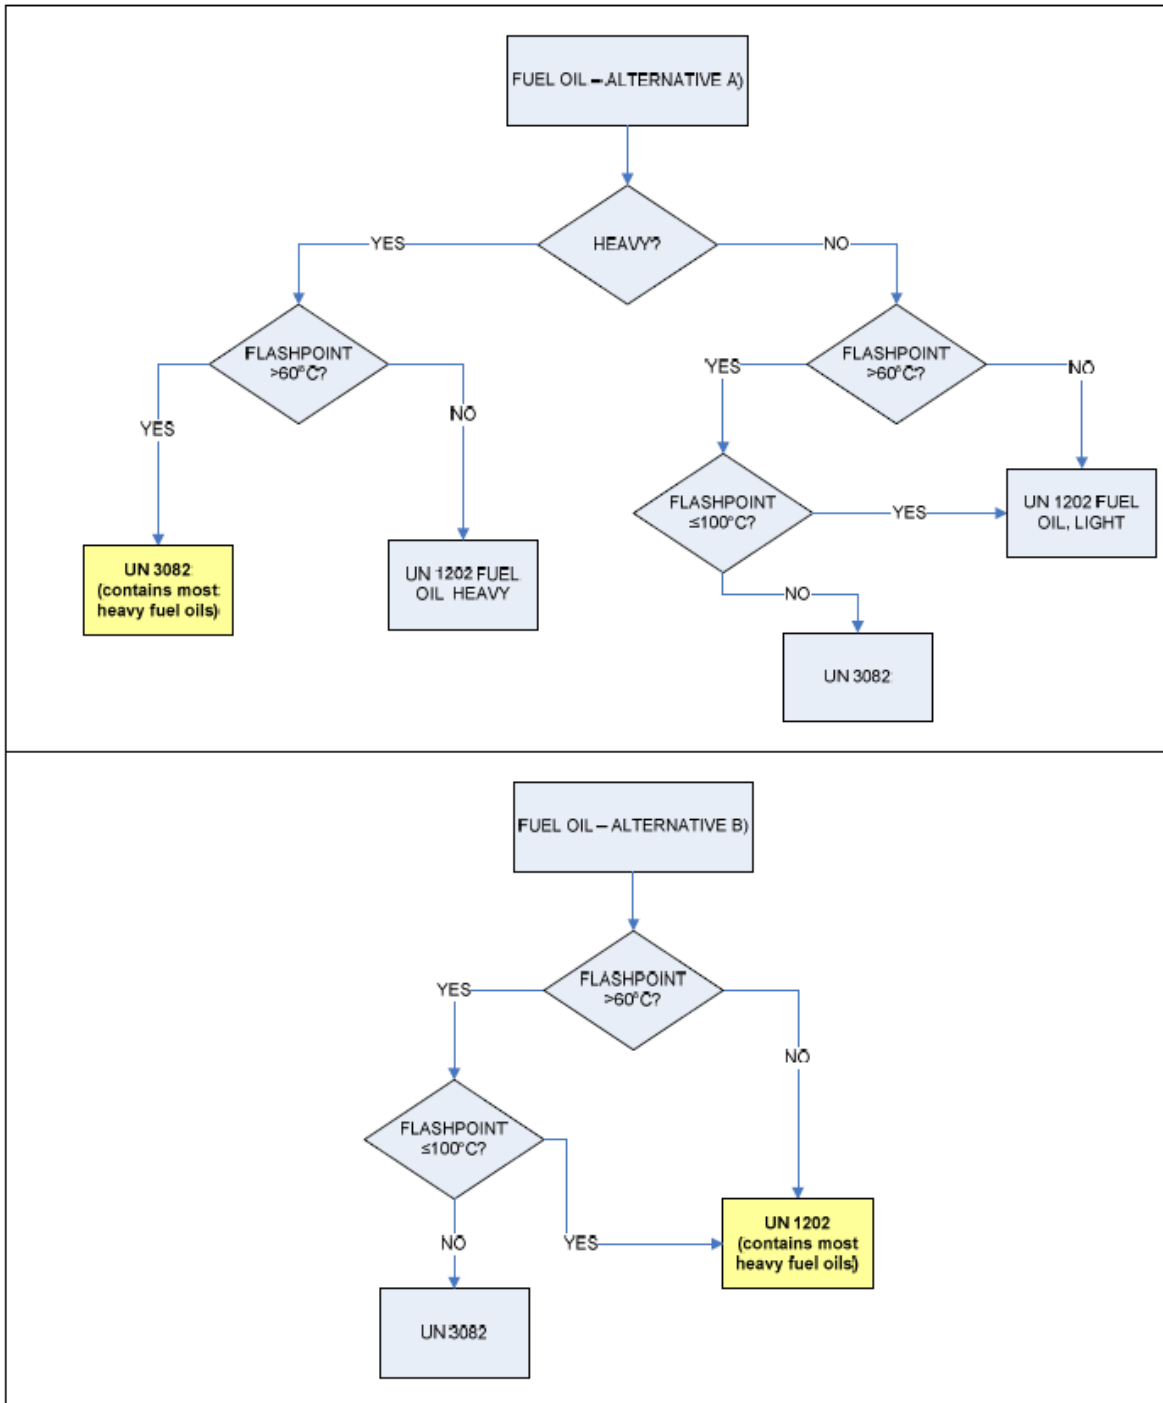 FUEL OIL – ALTERNATIVE A)
HEAVY?
YES
NO
FLASHPOINT
>60°C?
FLASHPOINT
>60°C?
YES
NO
YES
NO
FLASHPOINT
≤100°C?
YES
UN 1202 FUEL
OIL, LIGHT
UN 3082
(contains most
heavy fuel oils)
UN 1202 FUEL
OIL HEAVY
NO
UN 3082
FUEL OIL – ALTERNATIVE B)
FLASHPOINT
>60°C?
YES
NO
FLASHPOINT
≤100°C?
NO
YES
UN 1202
(contains most
heavy fuel oils)
UN 3082